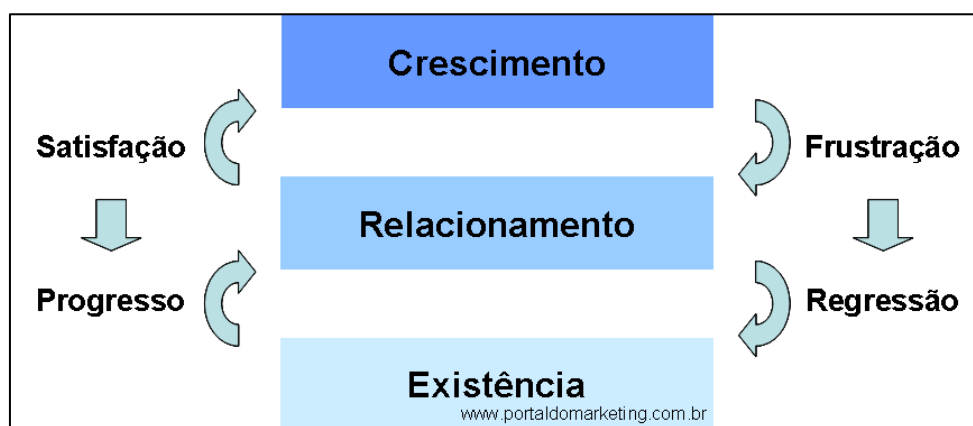 Crescimento
Satisfação
Frustração
Relacionamento
Progresso
Regressão
Existência
www.portaldomarketing.com.br